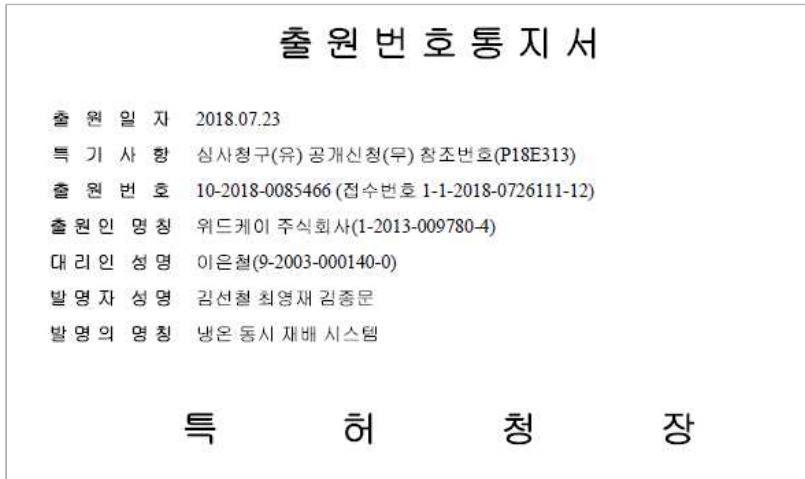 출원번호통지서
출원일자 2018.07.23
특기사항 심사청구(유) 공개신청(무) 참조번호(P18E313)
출원번호 10-2018-0085466 (접수번호 1-1-2018-0726111-12)
출원인 명칭 위드케이 주식회사(1-2013-009780-4)
대리인 성명 이은철(9-2003-000140-0)
발명자 성명 김선철 최영재 김종문
발명의 명칭 냉온 동시 재배 시스템
특허청장